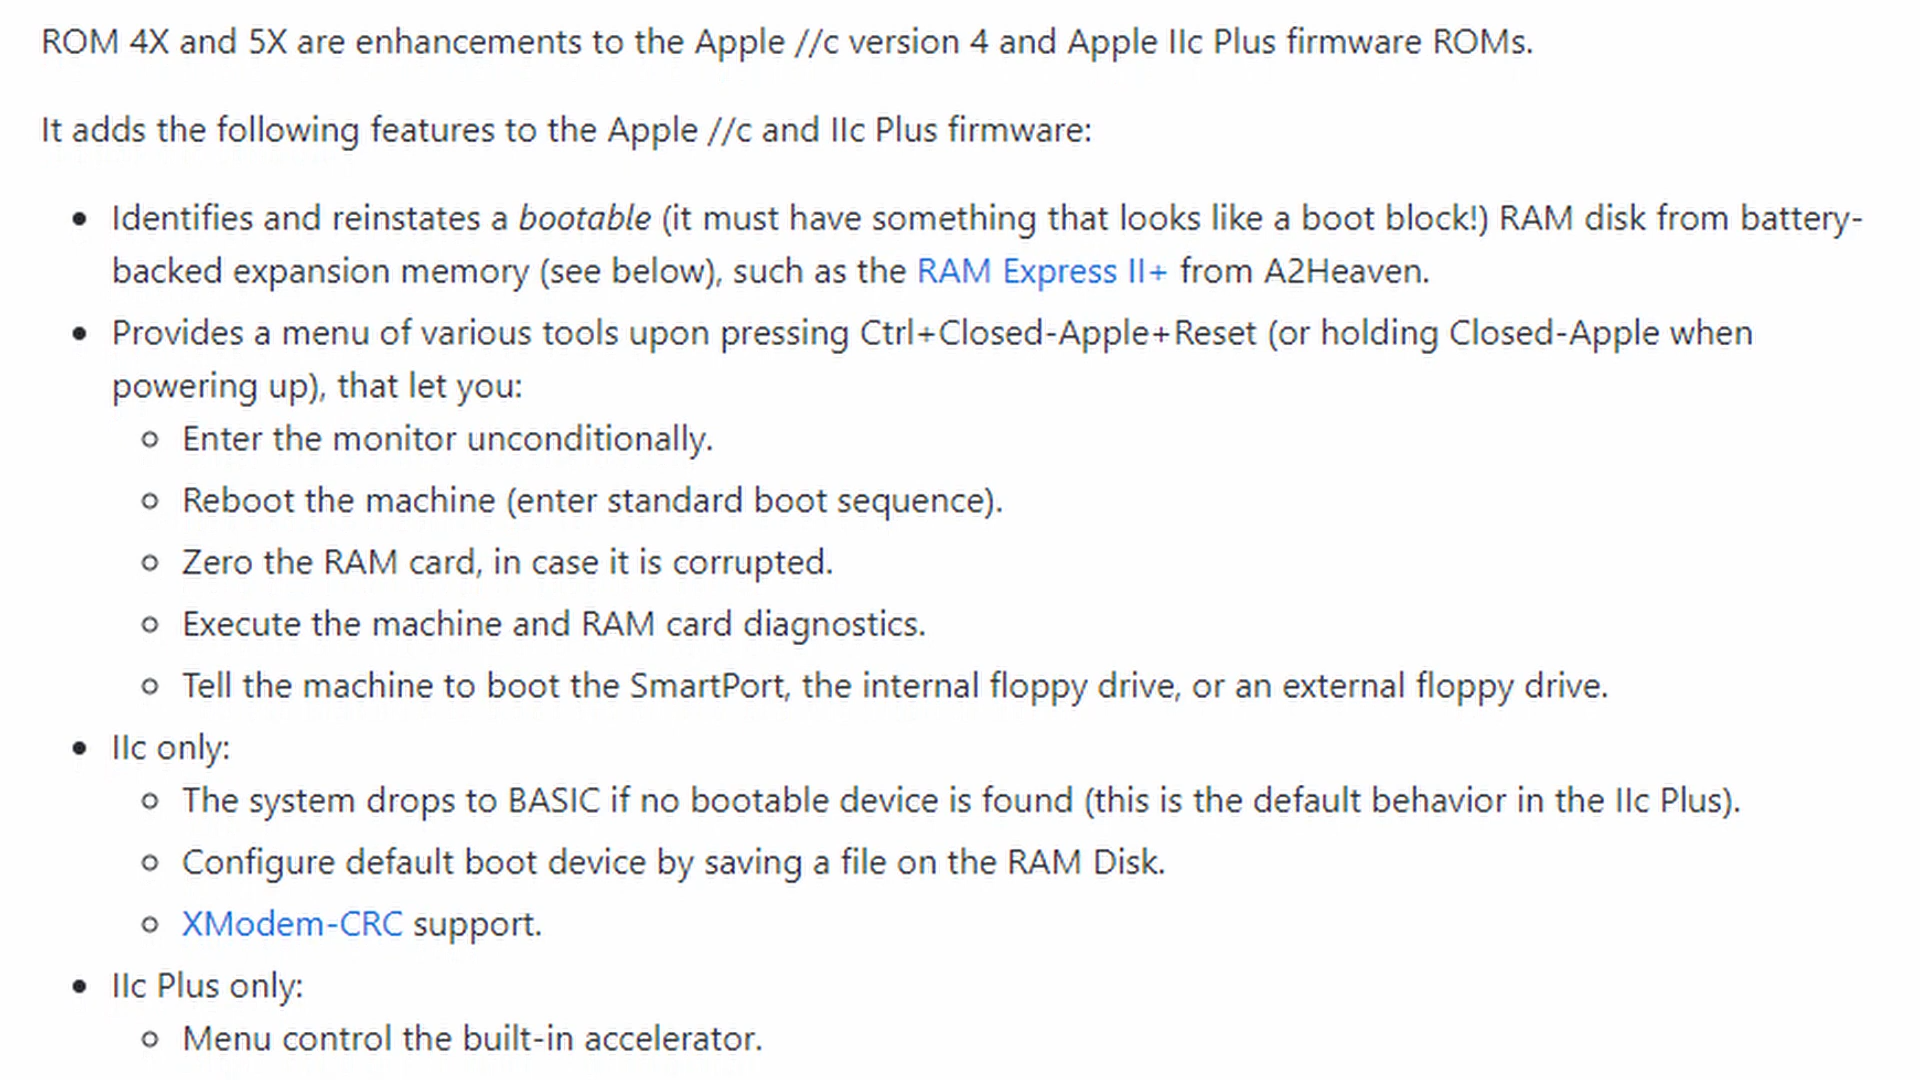 ROM 4X and 5X are enhancements to the Apple //c version 4 and Apple IIc Plus firmware ROMs.
It adds the following features to the Apple //c and IIc Plus firmware:
• Identifies and reinstates a bootable (it must have something that looks like a boot block!) RAM disk from battery-
backed expansion memory (see below), such as the RAM Express II+ from A2Heaven.
• Provides a menu of various tools upon pressing Ctrl+Closed-Apple+Reset (or holding Closed-Apple when
powering up), that let you:
◦ Enter the monitor unconditionally.
◦ Reboot the machine (enter standard boot sequence).
◦ Zero the RAM card, in case it is corrupted.
◦ Execute the machine and RAM card diagnostics.
◦ Tell the machine to boot the SmartPort, the internal floppy drive, or an external floppy drive.
• IIc only:
◦ The system drops to BASIC if no bootable device is found (this is the default behavior in the IIc Plus).
◦ Configure default boot device by saving a file on the RAM Disk.
◦ XModem-CRC support.
• IIc Plus only:
◦ Menu control the built-in accelerator.